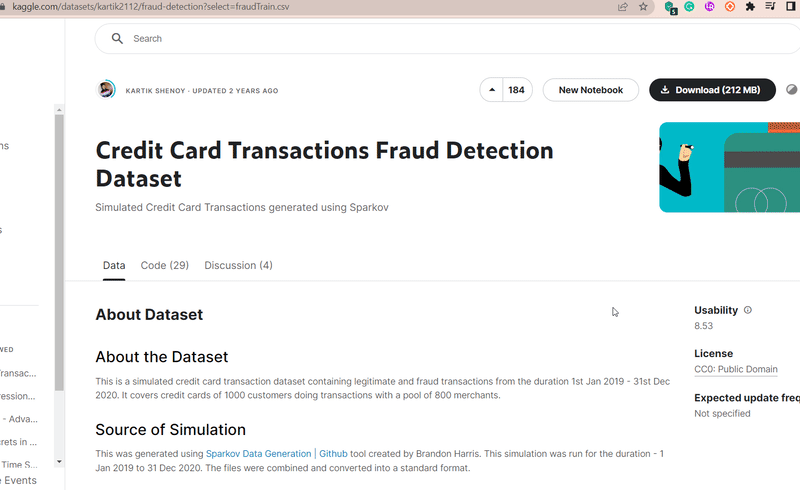 kaggle.com/datasets/kartik2112/fraud-detection?select=fraudTrain.csv
Search
KARTIK SHENOY · UPDATED 2 YEARS AGO
184
New Notebook
Download (212 MB)
Credit Card Transactions Fraud Detection
Dataset
Simulated Credit Card Transactions generated using Sparkov
Data
Code (29)
Discussion (4)
About Dataset
Usability
8.53
About the Dataset
License
CC0: Public Domain
This is a simulated credit card transaction dataset containing legitimate and fraud transactions from the duration 1st Jan 2019 - 31st Dec
2020. It covers credit cards of 1000 customers doing transactions with a pool of 800 merchants.
Expected update freq
Not specified
Source of Simulation
This was generated using Sparkov Data Generation | Github tool created by Brandon Harris. This simulation was run for the duration - 1
Jan 2019 to 31 Dec 2020. The files were combined and converted into a standard format.
WED
ransac...
ression...
- Adva...
rets in ...
Time S...
Events